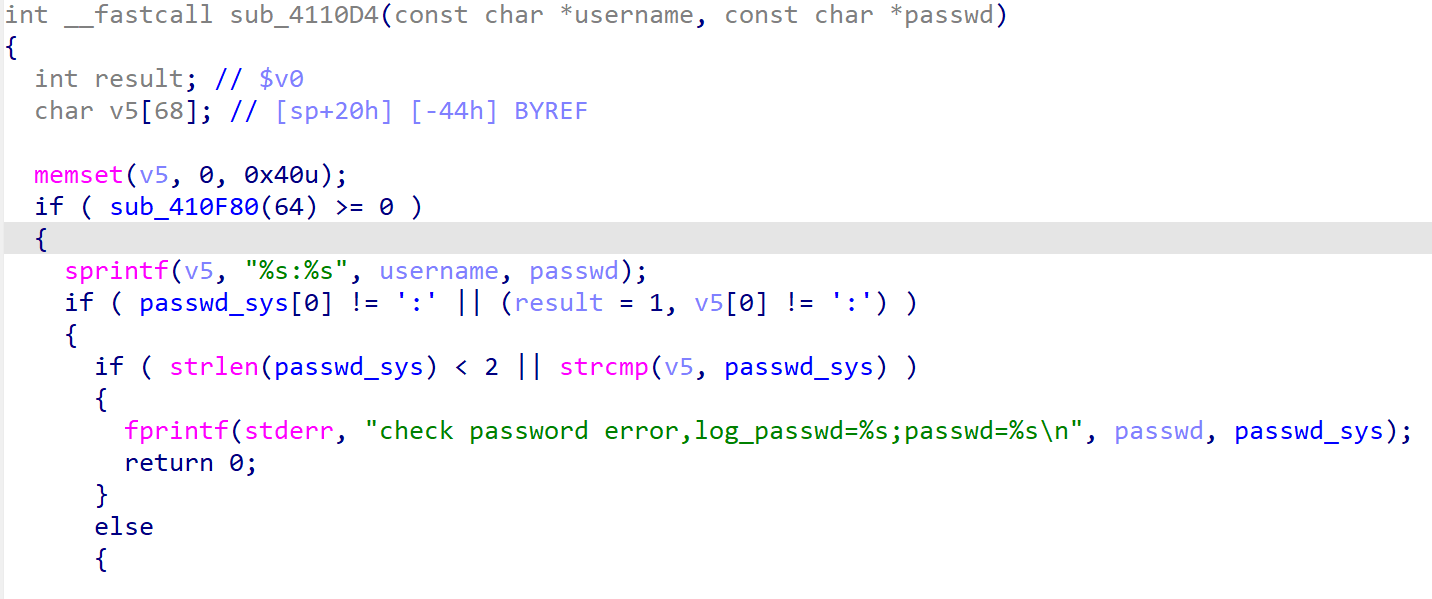 int __fastcall sub_4110D4(const char *username, const char *passwd)
{
  int result; // $v0
  char v5[68]; // [sp+20h] [-44h] BYREF

  memset(v5, 0, 0x40u);
  if ( sub_410F80(64) >= 0 )
  {
    sprintf(v5, "%s:%s", username, passwd);
    if ( passwd_sys[0] != ':' || (result = 1, v5[0] != ':') )
    {
      if ( strlen(passwd_sys) < 2 || strcmp(v5, passwd_sys) )
      {
        fprintf(stderr, "check password error,log_passwd=%s;passwd=%s\n", passwd, passwd_sys);
        return 0;
      }
      else
      {